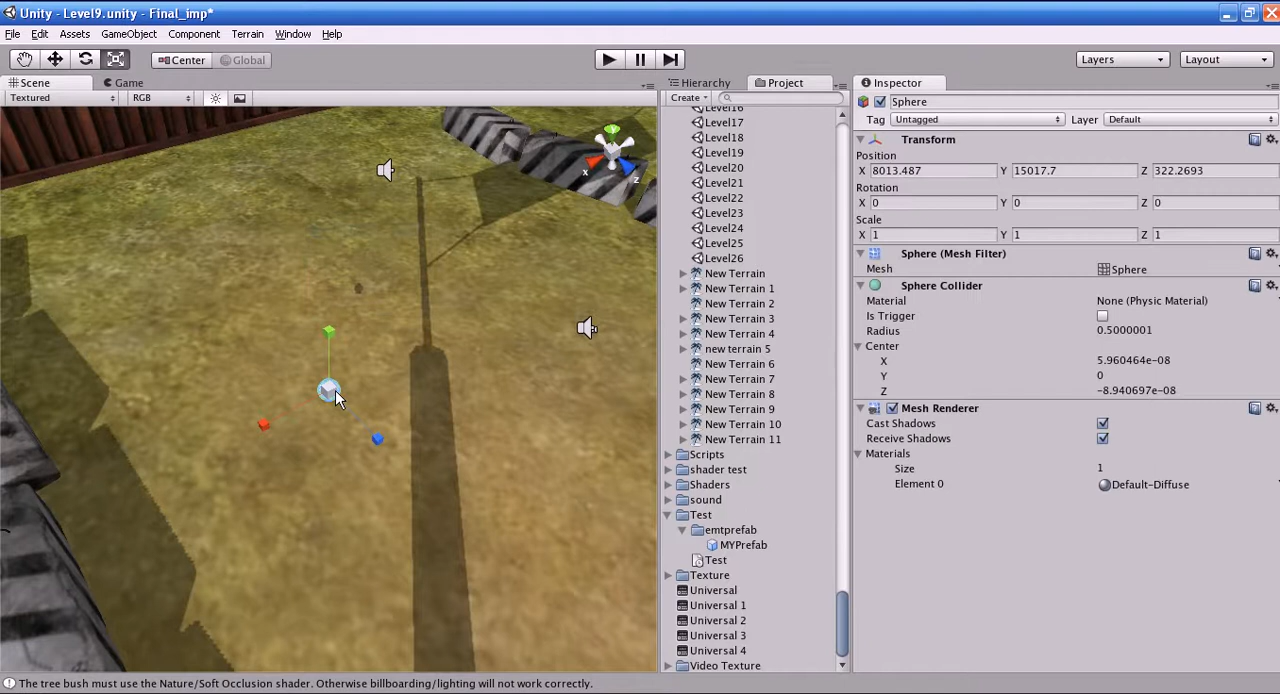 Unity - Level9.unity - Final_imp*
File Edit Assets GameObject Component Terrain Window Help
Center Global Layers Layout
Scene Game
Textured RGB
x y z
Hierarchy Project
Create
Level16
Level17
Level18
Level19
Level20
Level21
Level22
Level23
Level24
Level25
Level26
New Terrain
New Terrain 1
New Terrain 2
New Terrain 3
New Terrain 4
new terrain 5
New Terrain 6
New Terrain 7
New Terrain 8
New Terrain 9
New Terrain 10
New Terrain 11
Scripts
shader test
Shaders
sound
Test
emtprefab
MYPrefab
Test
Texture
Universal
Universal 1
Universal 2
Universal 3
Universal 4
Video Texture
Inspector
Sphere
Tag Untagged Layer Default
Transform
Position
X 8013.487 Y 15017.7 Z 322.2693
Rotation
X 0 Y 0 Z 0
Scale
X 1 Y 1 Z 1
Sphere (Mesh Filter)
Mesh Sphere
Sphere Collider
Material None (Physic Material)
Is Trigger
Radius 0.5000001
Center
X 5.960464e-08
Y 0
Z -8.940697e-08
Mesh Renderer
Cast Shadows
Receive Shadows
Materials
Size 1
Element 0 Default-Diffuse
The tree bush must use the Nature/Soft Occlusion shader. Otherwise billboarding/lighting will not work correctly.